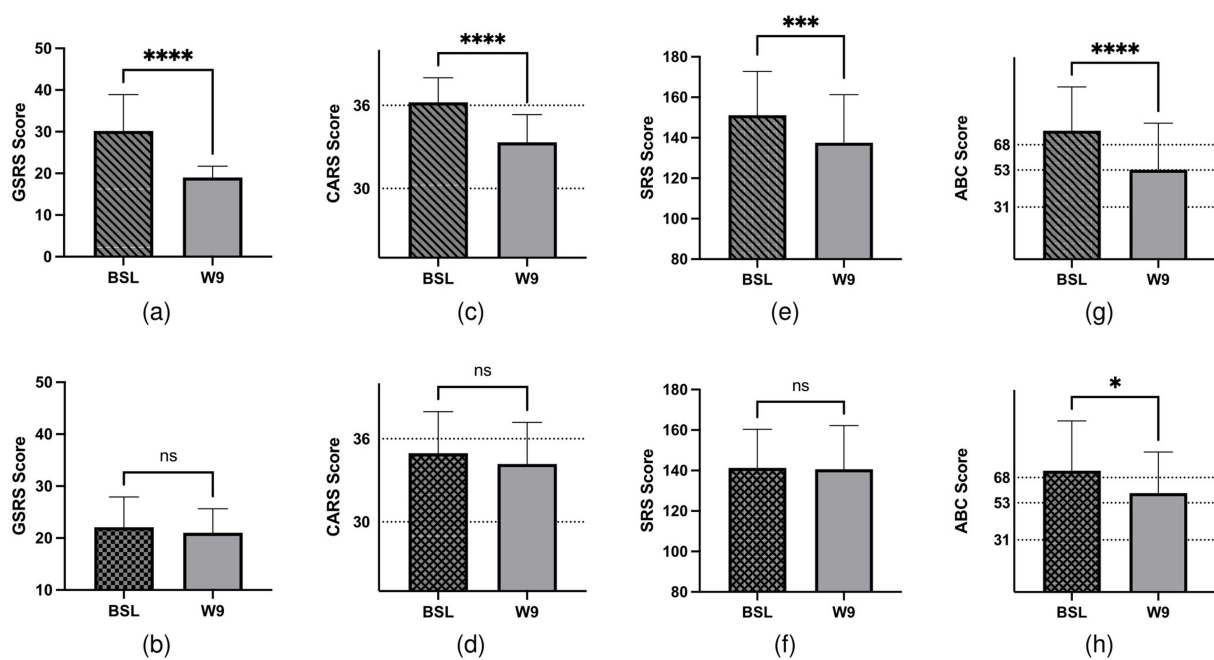 GSRS Score
50
40
30
20
10
0
****
BSL W9
(a)
CARS Score
36
30
****
BSL W9
(c)
SRS Score
180
160
140
120
100
80
***
BSL W9
(e)
ABC Score
68
53
31
****
BSL W9
(g)
GSRS Score
50
40
30
20
10
ns
BSL W9
(b)
CARS Score
36
30
ns
BSL W9
(d)
SRS Score
180
160
140
120
100
80
ns
BSL W9
(f)
ABC Score
68
53
31
*
BSL W9
(h)